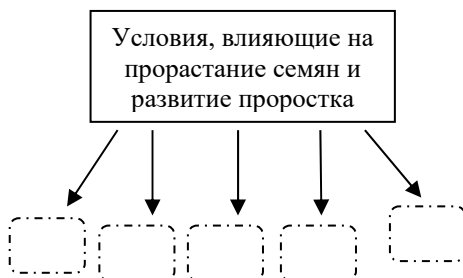 Условия, влияющие на
прорастание семян и
развитие проростка